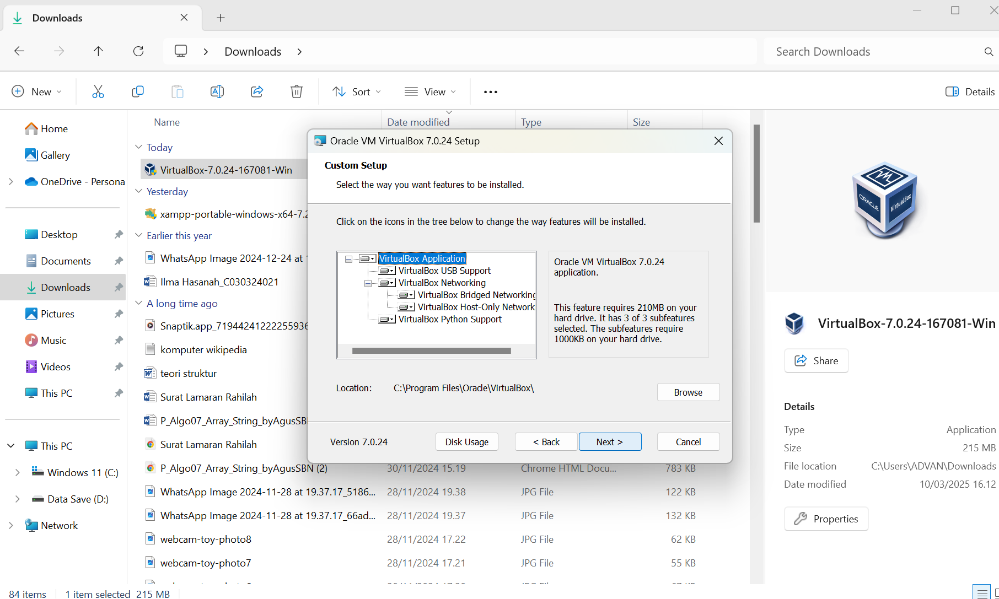 Downloads
Downloads
Search Downloads
New
Sort
View
Details
Name
Date modified
Type
Size
Home
Gallery
OneDrive - Persona
Desktop
Documents
Downloads
Pictures
Music
Videos
This PC
This PC
Windows 11 (C:)
Data Save (D:)
Network
Today
VirtualBox-7.0.24-167081-Win
Yesterday
xampp-portable-windows-x64-7.2
Earlier this year
WhatsApp Image 2024-12-24 at
Ilma Hasanah_C030324021
A long time ago
Snaptik.app_71944241222255936
komputer wikipedia
teori struktur
Surat Lamaran Rahilah
P_Algo07_Array_String_byAgusSBN
Surat Lamaran Rahilah
P_Algo07_Array_String_byAgusSBN (2) 30/11/2024 15.19 Chrome HTML Docu... 783 KB
WhatsApp Image 2024-11-28 at 19.37.17_5186... 28/11/2024 19.38 JPG File 122 KB
WhatsApp Image 2024-11-28 at 19.37.17_66ad... 28/11/2024 19.37 JPG File 132 KB
webcam-toy-photo8 28/11/2024 17.22 JPG File 62 KB
webcam-toy-photo7 28/11/2024 17.21 JPG File 55 KB
Oracle VM VirtualBox 7.0.24 Setup
Custom Setup
Select the way you want features to be installed.
Click on the icons in the tree below to change the way features will be installed.
VirtualBox Application
VirtualBox USB Support
VirtualBox Networking
VirtualBox Bridged Networking
VirtualBox Host-Only Network
VirtualBox Python Support
Oracle VM VirtualBox 7.0.24
application.
This feature requires 210MB on your
hard drive. It has 3 of 3 subfeatures
selected. The subfeatures require
1000KB on your hard drive.
Location: C:\Program Files\Oracle\VirtualBox\
Browse
Version 7.0.24
Disk Usage
< Back
Next >
Cancel
ORACLE
VirtualBox
VirtualBox-7.0.24-167081-Win
Share
Details
Type Application
Size 215 MB
File location C:\Users\ADVAN\Downloads
Date modified 10/03/2025 16.12
Properties
84 items
1 item selected 215 MB